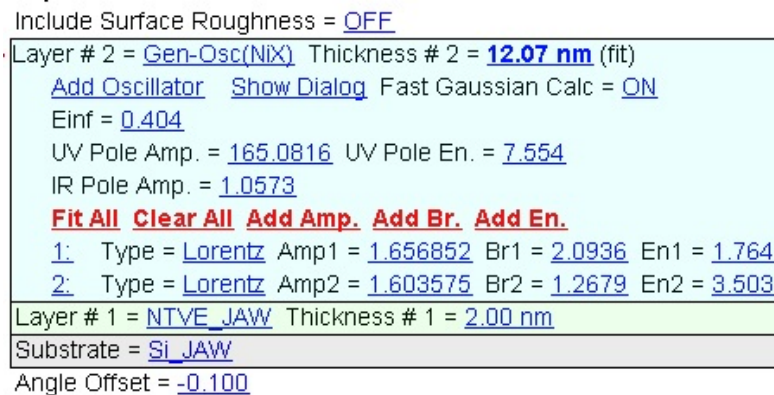 Include Surface Roughness = OFF
Layer # 2 = Gen-Osc(NiX) Thickness # 2 = 12.07 nm (fit)
Add Oscillator Show Dialog Fast Gaussian Calc = ON
Einf = 0.404
UV Pole Amp. = 165.0816 UV Pole En. = 7.554
IR Pole Amp. = 1.0573
Fit All Clear All Add Amp. Add Br. Add En.
1: Type = Lorentz Amp1 = 1.656852 Br1 = 2.0936 En1 = 1.764
2: Type = Lorentz Amp2 = 1.603575 Br2 = 1.2679 En2 = 3.503
Layer # 1 = NTVE_JAW Thickness # 1 = 2.00 nm
Substrate = Si_JAW
Angle Offset = -0.100